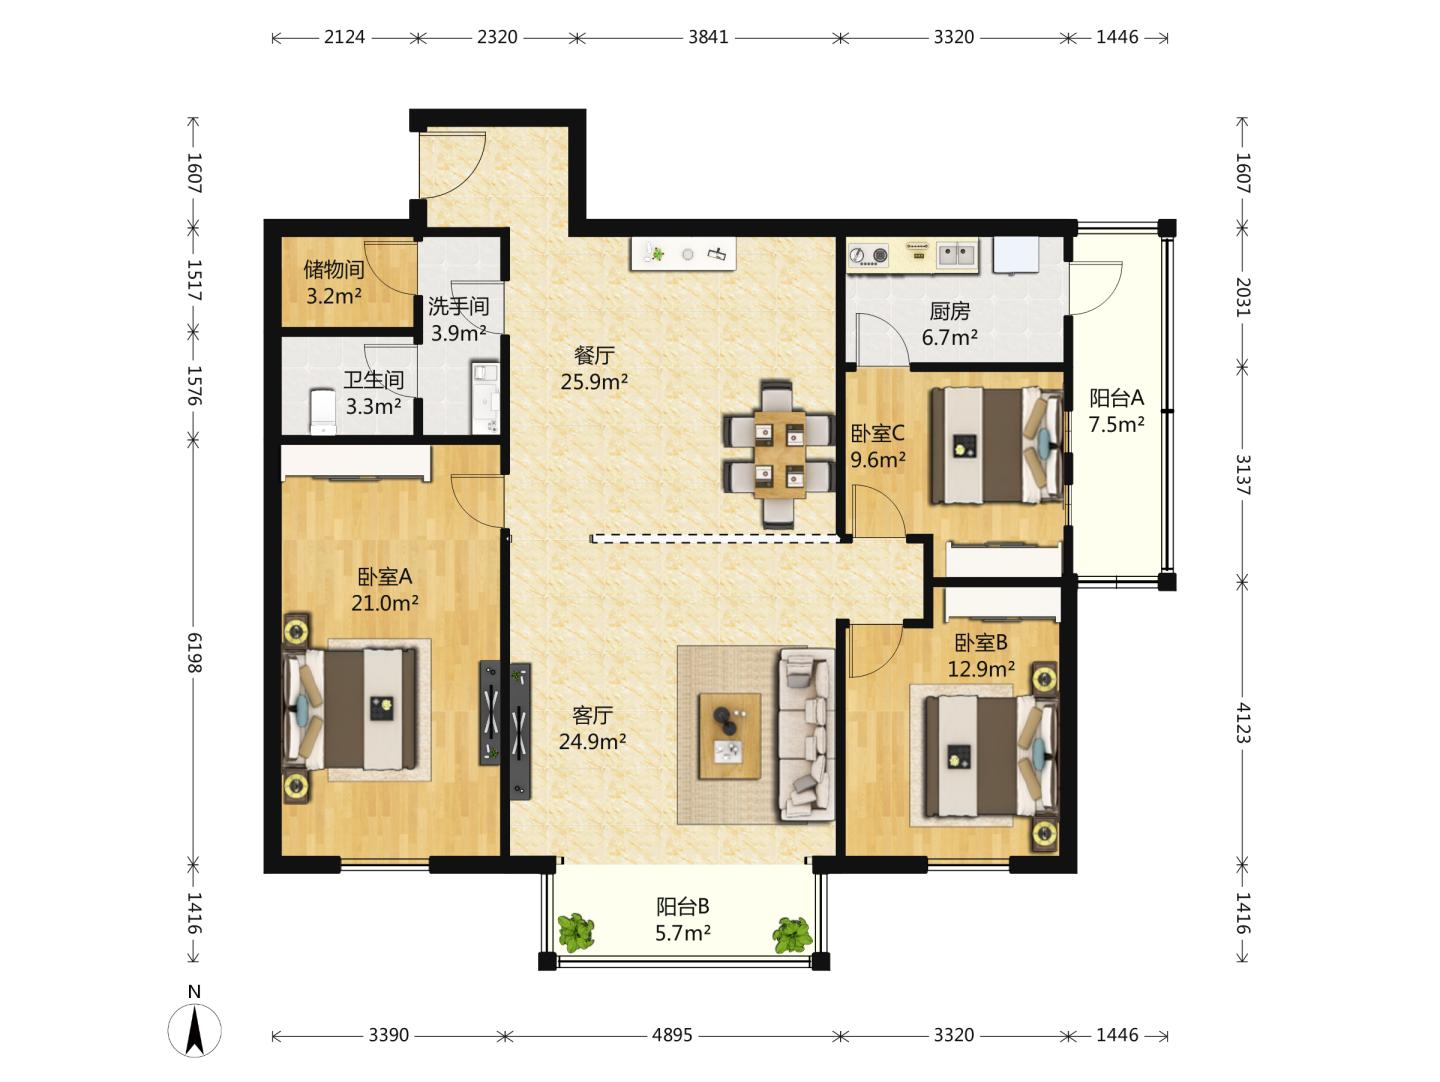 2124 2320 3841 3320 1446
1607
1607
储物间
3.2m²
1517
洗手间
3.9m²
厨房
6.7m²
2031
餐厅
25.9m²
卫生间
3.3m²
1576
阳台A
7.5m²
卧室C
9.6m²
3137
卧室A
21.0m²
6198
卧室B
12.9m²
客厅
24.9m²
4123
阳台B
5.7m²
1416
1416
N
3390 4895 3320 1446